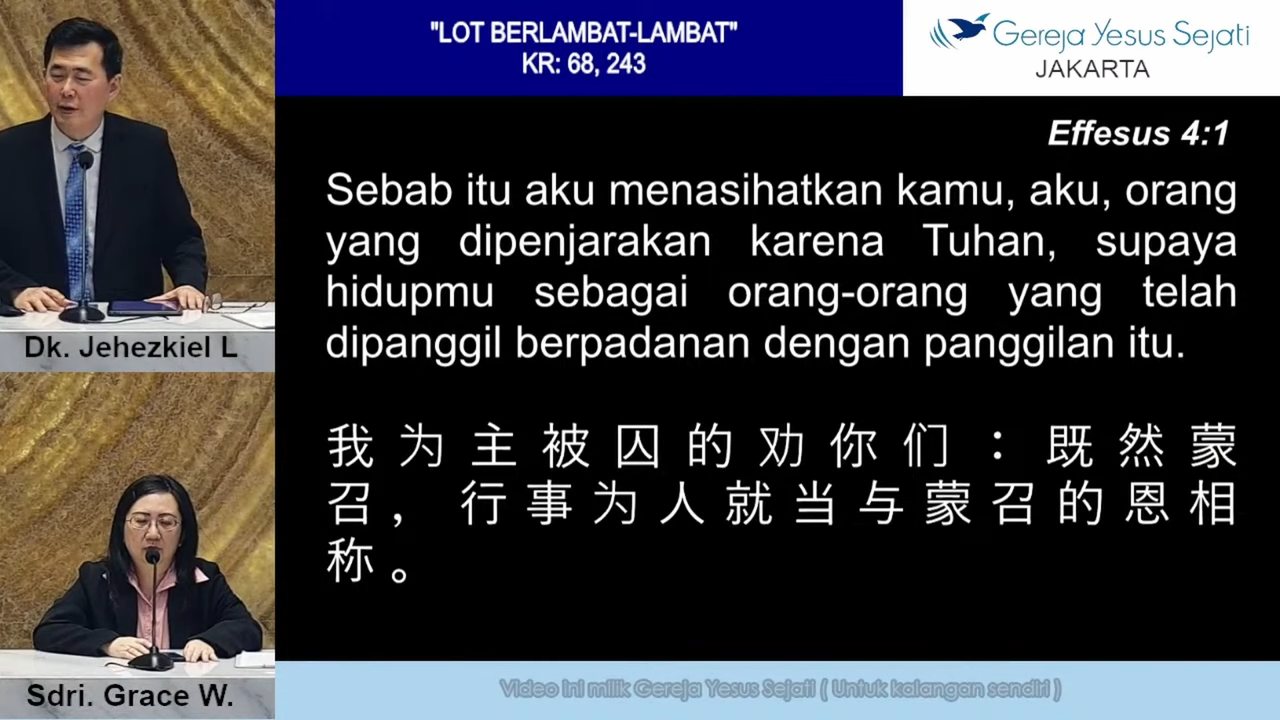 "LOT BERLAMBAT-LAMBAT"
KR: 68, 243
Gereja Yesus Sejati
JAKARTA
Effesus 4:1
Sebab itu aku menasihatkan kamu, aku, orang
yang dipenjarakan karena Tuhan, supaya
hidupmu sebagai orang-orang yang telah
dipanggil berpadanan dengan panggilan itu.
我为主被囚的劝你们：既然蒙
召，行事为人就当与蒙召的恩相
称。
Dk. Jehezkiel L
Sdri. Grace W.
Video ini milik Gereja Yesus Sejati ( Untuk kalangan sendiri )